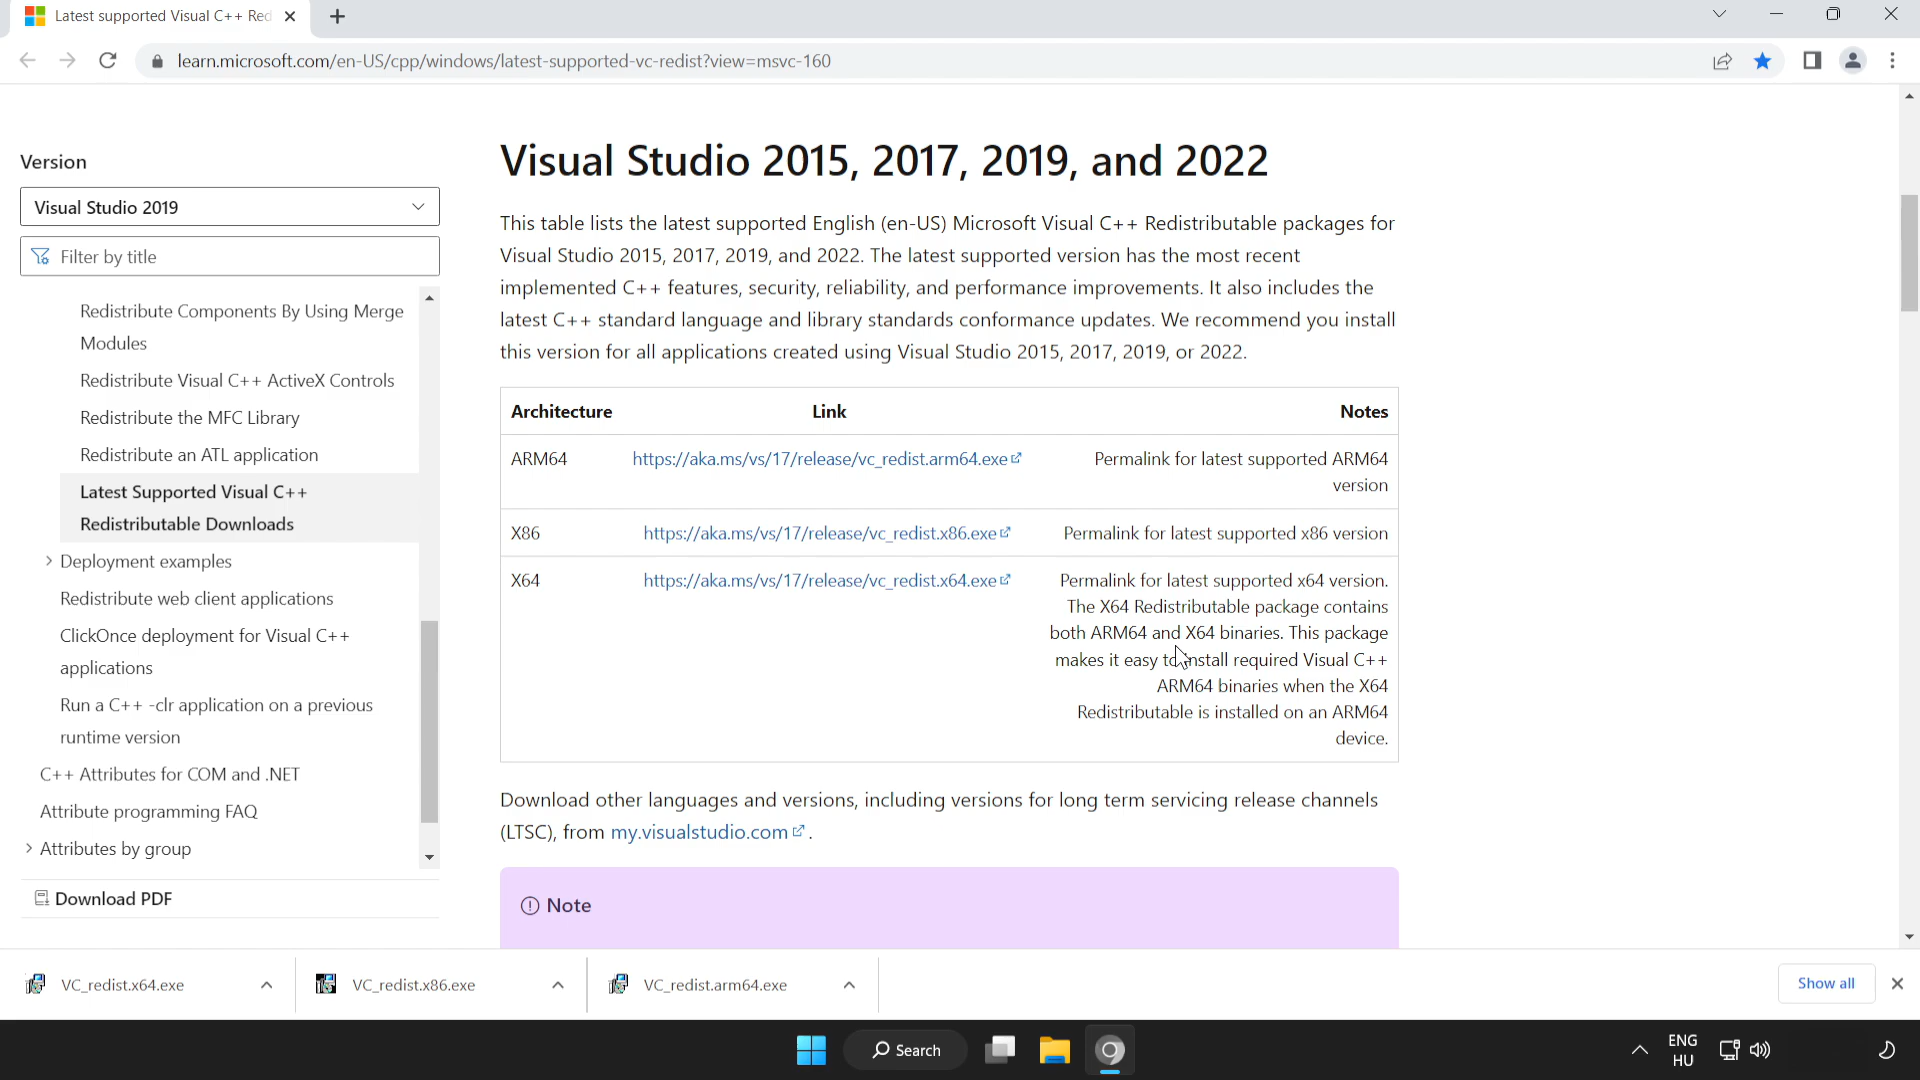 Latest supported Visual C++ Red
learn.microsoft.com/en-US/cpp/windows/latest-supported-vc-redist?view=msvc-160
Version
Visual Studio 2019
Filter by title
Redistribute Components By Using Merge
Modules
Redistribute Visual C++ ActiveX Controls
Redistribute the MFC Library
Redistribute an ATL application
Latest Supported Visual C++
Redistributable Downloads
Deployment examples
Redistribute web client applications
ClickOnce deployment for Visual C++
applications
Run a C++ -clr application on a previous
runtime version
C++ Attributes for COM and .NET
Attribute programming FAQ
Attributes by group
Download PDF
Visual Studio 2015, 2017, 2019, and 2022
This table lists the latest supported English (en-US) Microsoft Visual C++ Redistributable packages for
Visual Studio 2015, 2017, 2019, and 2022. The latest supported version has the most recent
implemented C++ features, security, reliability, and performance improvements. It also includes the
latest C++ standard language and library standards conformance updates. We recommend you install
this version for all applications created using Visual Studio 2015, 2017, 2019, or 2022.
Architecture Link Notes
ARM64 https://aka.ms/vs/17/release/vc_redist.arm64.exe Permalink for latest supported ARM64
version
X86 https://aka.ms/vs/17/release/vc_redist.x86.exe Permalink for latest supported x86 version
X64 https://aka.ms/vs/17/release/vc_redist.x64.exe Permalink for latest supported x64 version.
The X64 Redistributable package contains
both ARM64 and X64 binaries. This package
makes it easy to install required Visual C++
ARM64 binaries when the X64
Redistributable is installed on an ARM64
device.
Download other languages and versions, including versions for long term servicing release channels
(LTSC), from my.visualstudio.com .
Note
VC_redist.x64.exe
VC_redist.x86.exe
VC_redist.arm64.exe
Show all
Search
ENG
HU